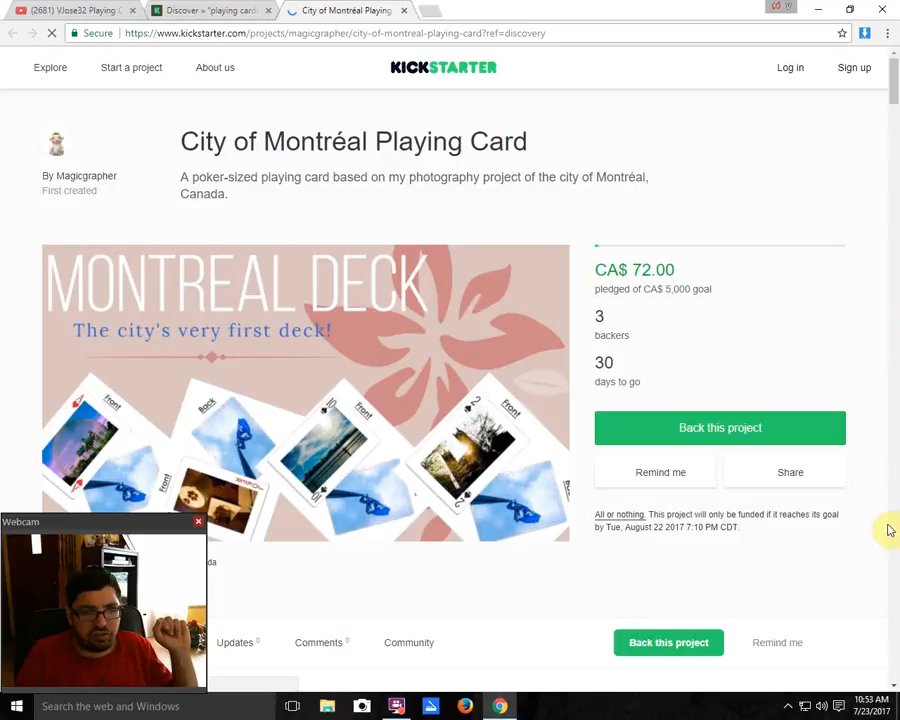 (2681) VJose32 Playing C
Discover » "playing cards
City of Montréal Playing
Secure
https://www.kickstarter.com/projects/magicgrapher/city-of-montreal-playing-card?ref=discovery
Explore
Start a project
About us
KICKSTARTER
Log in
Sign up
City of Montréal Playing Card
By Magicgrapher
First created
A poker-sized playing card based on my photography project of the city of Montréal,
Canada.
MONTREAL DECK
The city's very first deck!
Front
Back
Front
Front
Front
CA$ 72.00
pledged of CA$ 5,000 goal
3
backers
30
days to go
Back this project
Remind me
Share
All or nothing. This project will only be funded if it reaches its goal
by Tue, August 22 2017 7:10 PM CDT.
Webcam
da
Updates 0
Comments 0
Community
Back this project
Remind me
Search the web and Windows
10:53 AM
7/23/2017